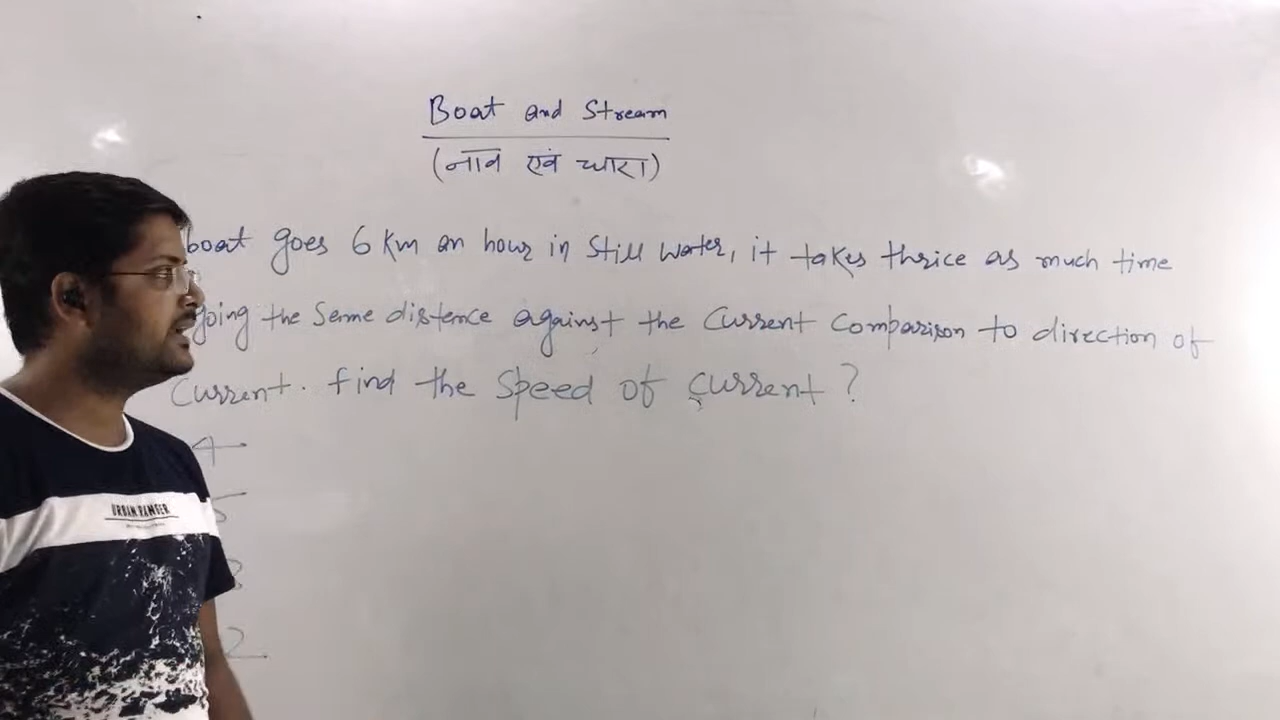 Boat and Stream
(नाव एवं धारा)
boat goes 6 Km an hour in still water, it takes thrice as much time
going the Same distence against the Current Comparison to direction of
Current. find the Speed of current ?
4
5
3
2
URBAN RANGER